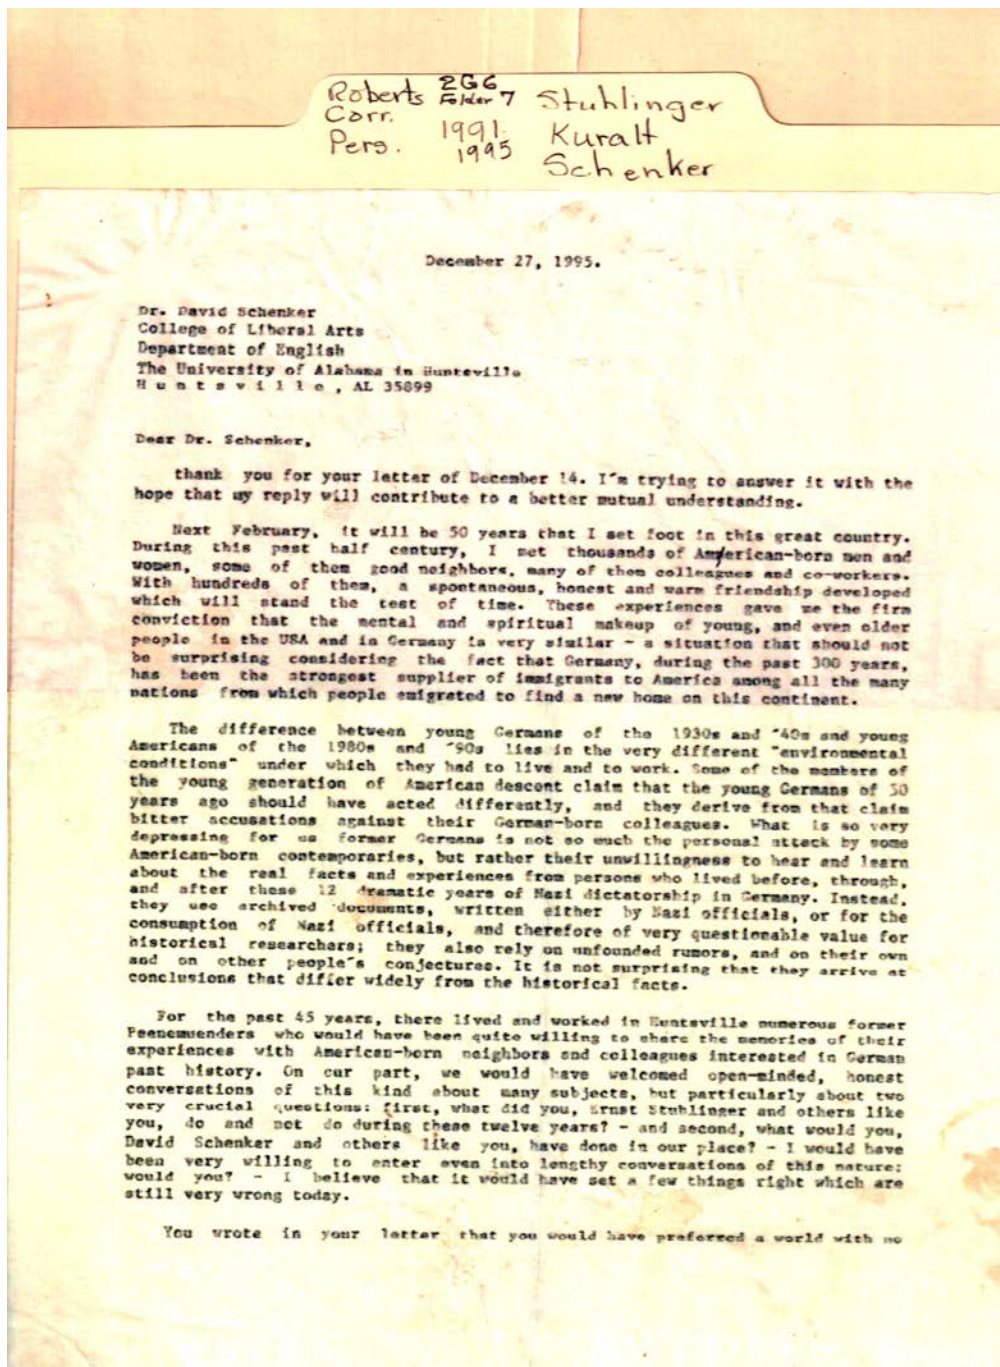 Roberts 2G6 Folder 7 Stuhlinger
Corr. 1991 Kuralt
Pers. 1995 Schenker
December 27, 1995.
Dr. David Schenker
College of Liberal Arts
Department of English
The University of Alabama in Huntsville
H u n t s v i l l e , AL 35899
Dear Dr. Schenker,
thank you for your letter of December 14. I'm trying to answer it with the
hope that my reply will contribute to a better mutual understanding.
Next February, it will be 50 years that I set foot in this great country.
During this past half century, I met thousands of American-born men and
women, some of them good neighbors, many of them colleagues and co-workers.
With hundreds of them, a spontaneous, honest and warm friendship developed
which will stand the test of time. These experiences gave me the firm
conviction that the mental and spiritual makeup of young, and even older
people in the USA and in Germany is very similar - a situation that should not
be surprising considering the fact that Germany, during the past 300 years,
has been the strongest supplier of immigrants to America among all the many
nations from which people emigrated to find a new home on this continent.
The difference between young Germans of the 1930s and '40s and young
Americans of the 1980s and '90s lies in the very different "environmental
conditions" under which they had to live and to work. Some of the members of
the young generation of American descent claim that the young Germans of 50
years ago should have acted differently, and they derive from that claim
bitter accusations against their German-born colleagues. What is so very
depressing for us former Germans is not so much the personal attack by some
American-born contemporaries, but rather their unwillingness to hear and learn
about the real facts and experiences from persons who lived before, through,
and after these 12 dramatic years of Nazi dictatorship in Germany. Instead,
they use archived documents, written either by Nazi officials, or for the
consumption of Nazi officials, and therefore of very questionable value for
historical researchers; they also rely on unfounded rumors, and on their own
and on other people's conjectures. It is not surprising that they arrive at
conclusions that differ widely from the historical facts.
For the past 45 years, there lived and worked in Huntsville numerous former
Peenemuenders who would have been quite willing to share the memories of their
experiences with American-born neighbors and colleagues interested in German
past history. On our part, we would have welcomed open-minded, honest
conversations of this kind about many subjects, but particularly about two
very crucial questions: first, what did you, Ernst Stuhlinger and others like
you, do and not do during these twelve years? - and second, what would you,
David Schenker and others like you, have done in our place? - I would have
been very willing to enter even into lengthy conversations of this nature;
would you? - I believe that it would have set a few things right which are
still very wrong today.
You wrote in your letter that you would have preferred a world with no